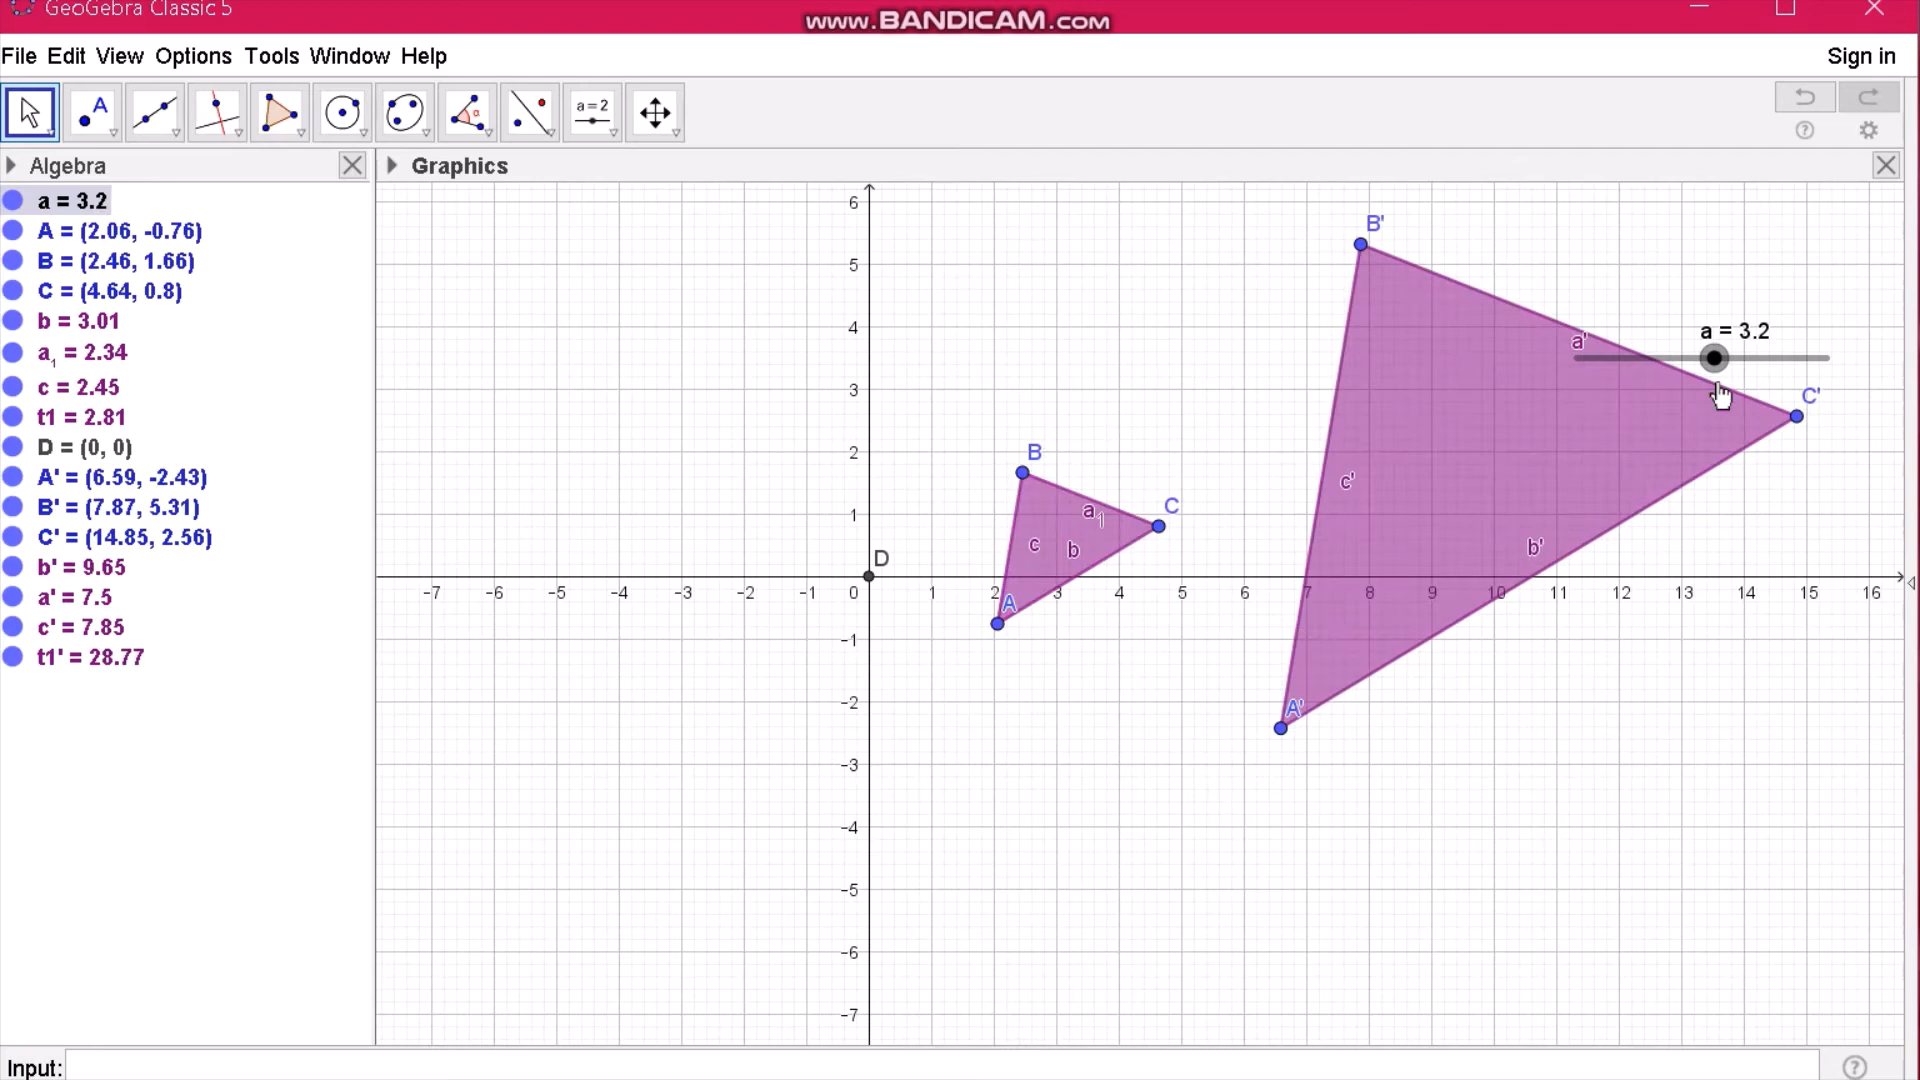 GeoGebra Classic 5
www.BANDICAM.com
File Edit View Options Tools Window Help
Sign in
A
α
a = 2
Algebra
Graphics
a = 3.2
A = (2.06, -0.76)
B = (2.46, 1.66)
C = (4.64, 0.8)
b = 3.01
a₁ = 2.34
c = 2.45
t1 = 2.81
D = (0, 0)
A' = (6.59, -2.43)
B' = (7.87, 5.31)
C' = (14.85, 2.56)
b' = 9.65
a' = 7.5
c' = 7.85
t1' = 28.77
6
5
4
3
2
1
0
-1
-2
-3
-4
-5
-6
-7
-7 -6 -5 -4 -3 -2 -1 1 2 3 4 5 6 7 8 9 10 11 12 13 14 15 16
B'
a = 3.2
a'
C'
c'
b'
A'
B
a₁
C
c
b
A
D
Input: